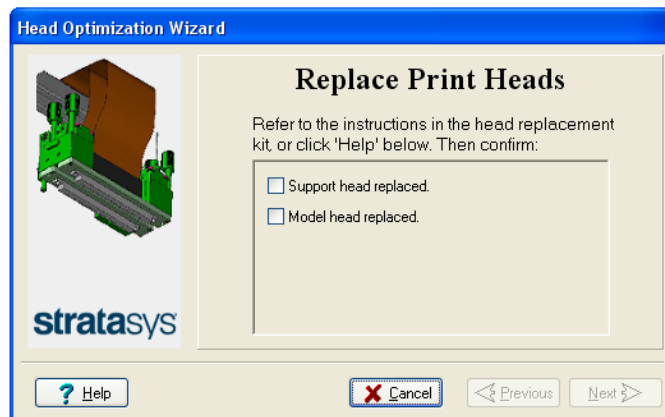 Head Optimization Wizard
Replace Print Heads
Refer to the instructions in the head replacement
kit, or click 'Help' below. Then confirm:
Support head replaced.
Model head replaced.
stratasys
? Help
Cancel
Previous
Next